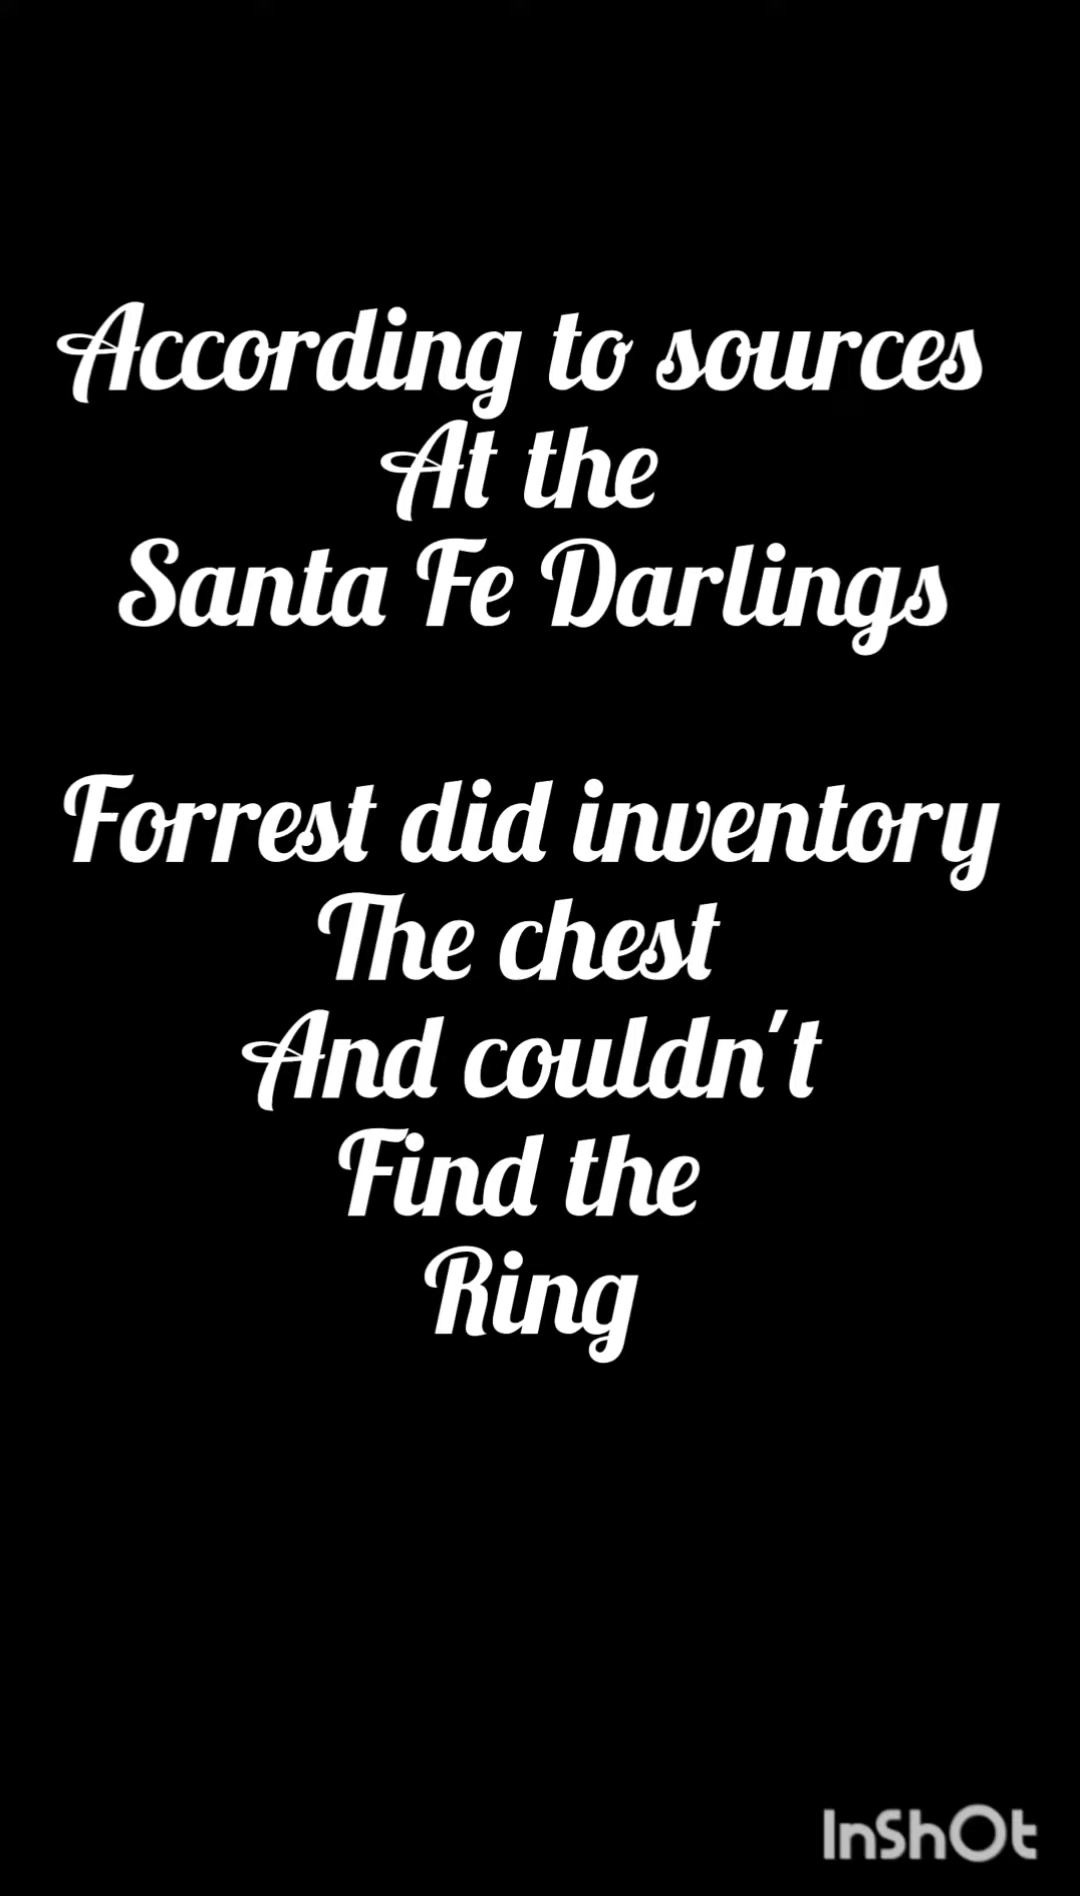 According to sources
At the
Santa Fe Darlings
Forrest did inventory
The chest
And couldn't
Find the
Ring
InShOt